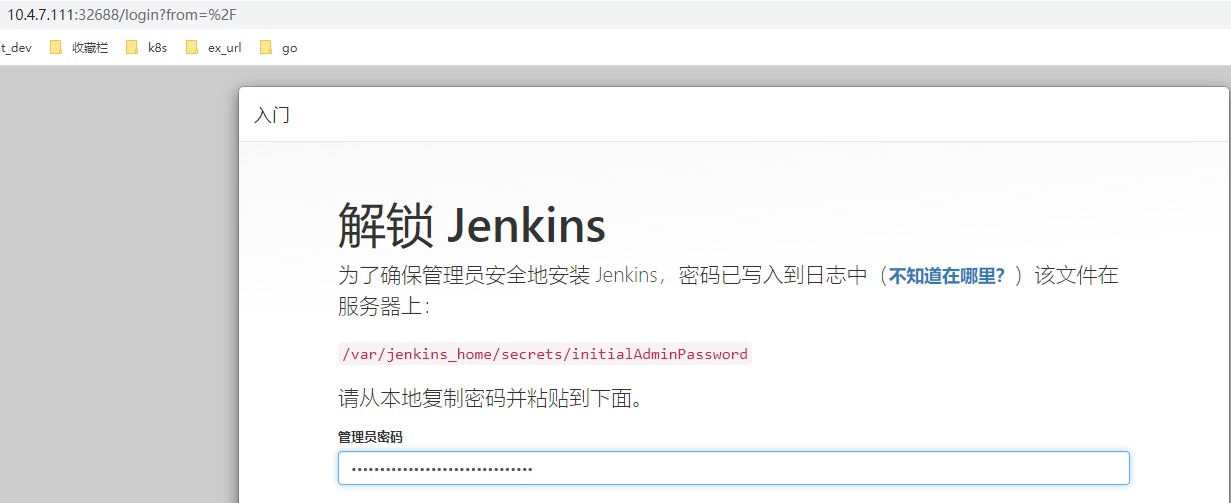 10.4.7.111:32688/login?from=%2F
t_dev 收藏栏 k8s ex_url go
入门
解锁 Jenkins
为了确保管理员安全地安装 Jenkins，密码已写入到日志中（不知道在哪里？）该文件在
服务器上：
/var/jenkins_home/secrets/initialAdminPassword
请从本地复制密码并粘贴到下面。
管理员密码
••••••••••••••••••••••••••••••••